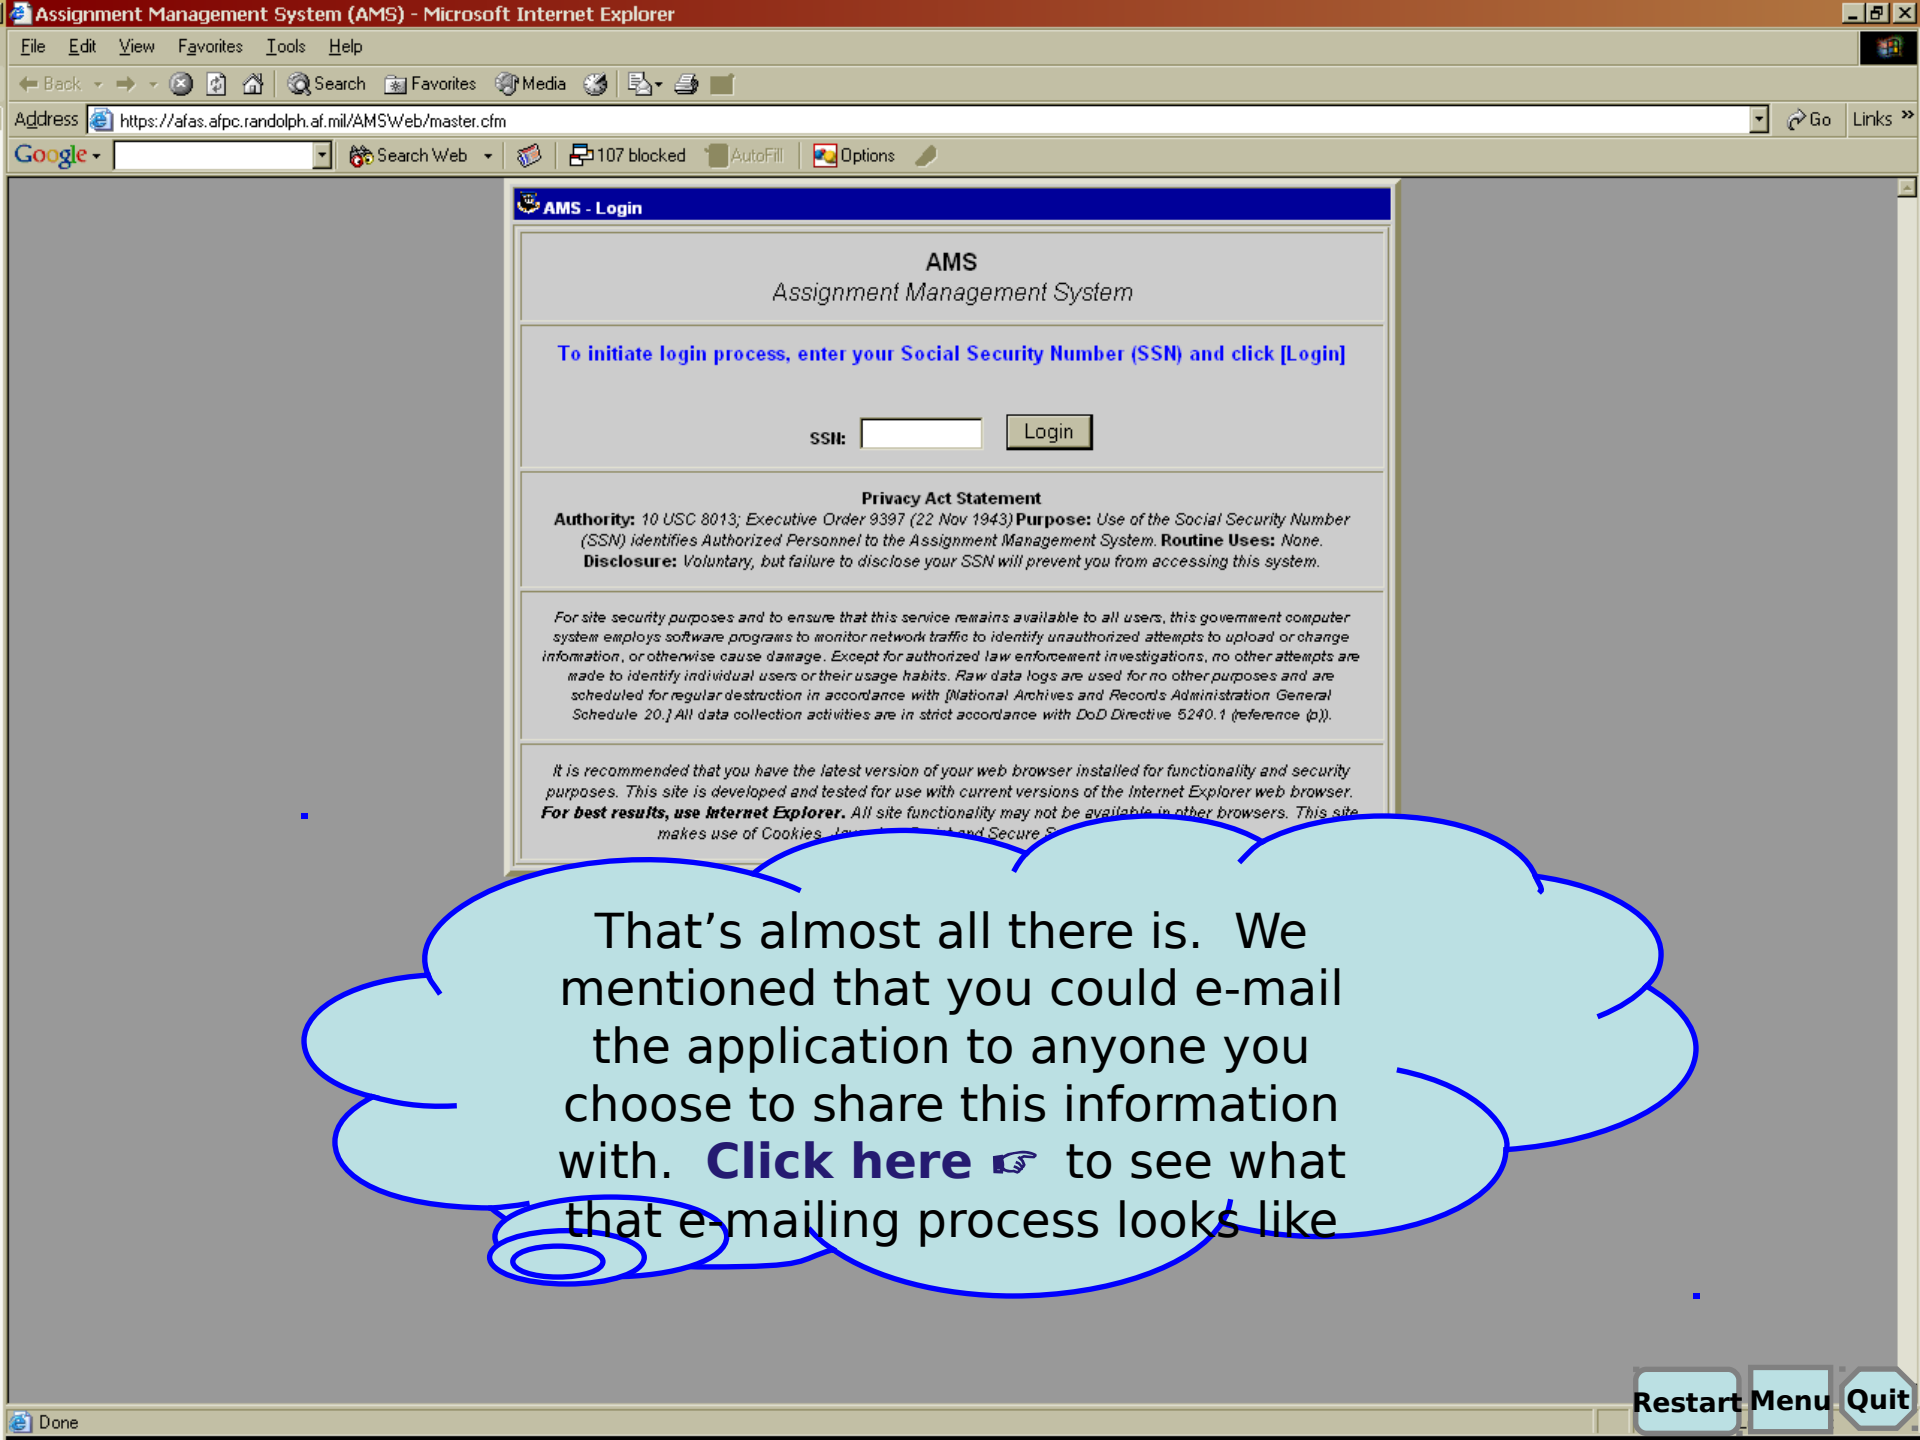 Assignment Management System (AMS) - Microsoft Internet Explorer
File Edit View Favorites Tools Help
Back Search Favorites Media
Address https://afas.afpc.randolph.af.mil/AMSWeb/master.cfm Go Links »
Google Search Web 107 blocked AutoFill Options
AMS - Login
AMS
Assignment Management System
To initiate login process, enter your Social Security Number (SSN) and click [Login]
SSN: Login
Privacy Act Statement
Authority: 10 USC 8013; Executive Order 9397 (22 Nov 1943) Purpose: Use of the Social Security Number
(SSN) identifies Authorized Personnel to the Assignment Management System. Routine Uses: None.
Disclosure: Voluntary, but failure to disclose your SSN will prevent you from accessing this system.
For site security purposes and to ensure that this service remains available to all users, this government computer
system employs software programs to monitor network traffic to identify unauthorized attempts to upload or change
information, or otherwise cause damage. Except for authorized law enforcement investigations, no other attempts are
made to identify individual users or their usage habits. Raw data logs are used for no other purposes and are
scheduled for regular destruction in accordance with [National Archives and Records Administration General
Schedule 20.] All data collection activities are in strict accordance with DoD Directive 5240.1 (reference (p)).
It is recommended that you have the latest version of your web browser installed for functionality and security
purposes. This site is developed and tested for use with current versions of the Internet Explorer web browser.
For best results, use Internet Explorer. All site functionality may not be available in other browsers. This site
makes use of Cookies, and Secure
That’s almost all there is. We
mentioned that you could e-mail
the application to anyone you
choose to share this information
with. Click here ☞ to see what
that e-mailing process looks like
Restart Menu Quit
Done